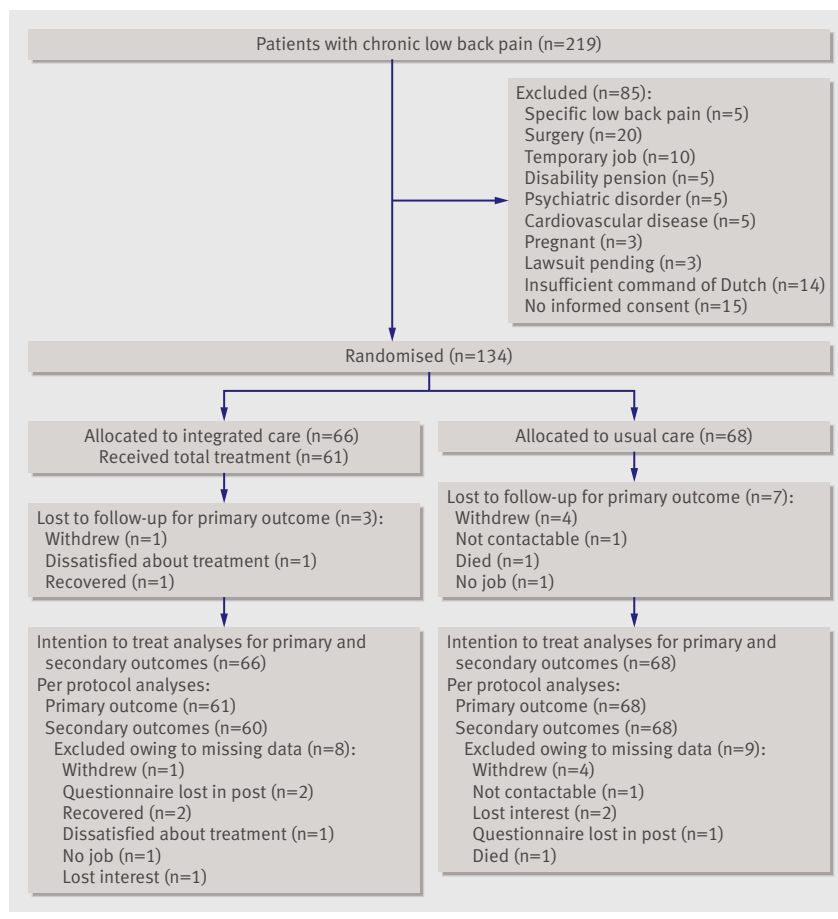 Patients with chronic low back pain (n=219)
Excluded (n=85):
Specific low back pain (n=5)
Surgery (n=20)
Temporary job (n=10)
Disability pension (n=5)
Psychiatric disorder (n=5)
Cardiovascular disease (n=5)
Pregnant (n=3)
Lawsuit pending (n=3)
Insufficient command of Dutch (n=14)
No informed consent (n=15)
Randomised (n=134)
Allocated to integrated care (n=66)
Received total treatment (n=61)
Lost to follow-up for primary outcome (n=3):
Withdrew (n=1)
Dissatisfied about treatment (n=1)
Recovered (n=1)
Intention to treat analyses for primary and
secondary outcomes (n=66)
Per protocol analyses:
Primary outcome (n=61)
Secondary outcomes (n=60)
Excluded owing to missing data (n=8):
Withdrew (n=1)
Questionnaire lost in post (n=2)
Recovered (n=2)
Dissatisfied about treatment (n=1)
No job (n=1)
Lost interest (n=1)
Allocated to usual care (n=68)
Lost to follow-up for primary outcome (n=7):
Withdrew (n=4)
Not contactable (n=1)
Died (n=1)
No job (n=1)
Intention to treat analyses for primary and
secondary outcomes (n=68)
Per protocol analyses:
Primary outcome (n=68)
Secondary outcomes (n=68)
Excluded owing to missing data (n=9):
Withdrew (n=4)
Not contactable (n=1)
Lost interest (n=2)
Questionnaire lost in post (n=1)
Died (n=1)